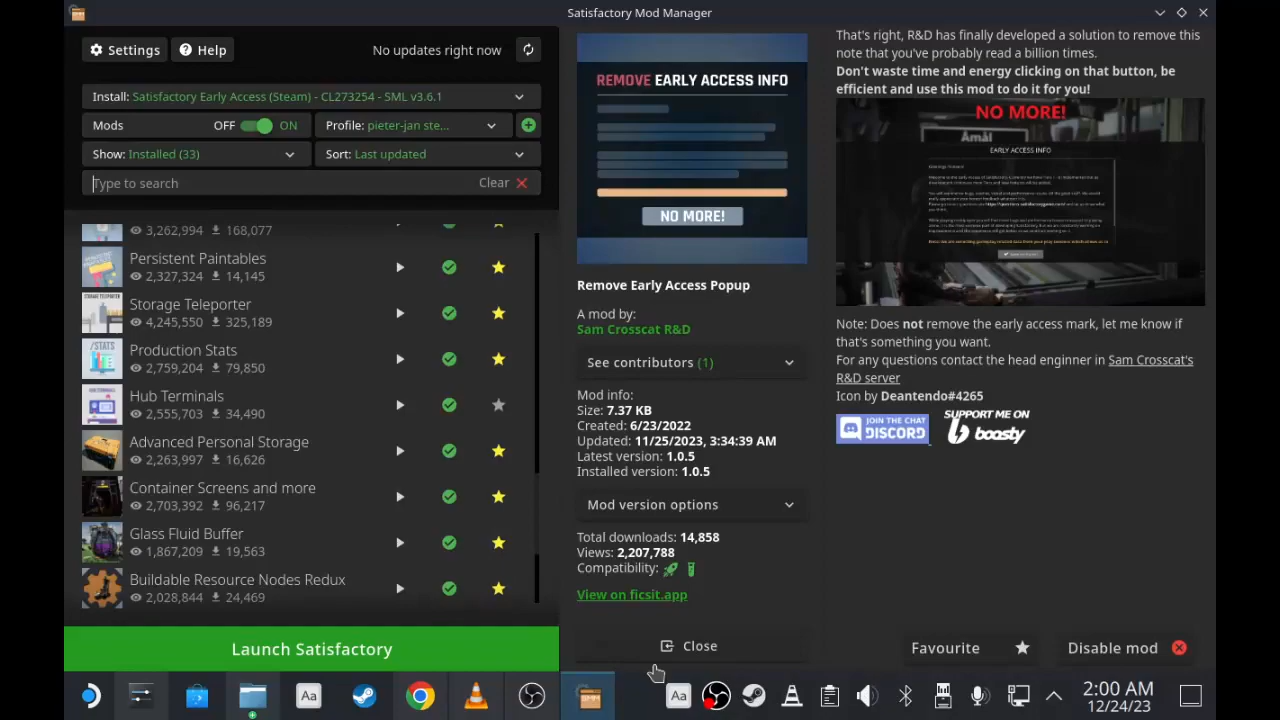 Satisfactory Mod Manager
Settings
Help
No updates right now
Install: Satisfactory Early Access (Steam) - CL273254 - SML v3.6.1
Mods
OFF
ON
Profile: pieter-jan ste...
Show: Installed (33)
Sort: Last updated
Type to search
Clear
3,262,994
Persistent Paintables
2,327,324 14,145
Storage Teleporter
4,245,550 325,189
Production Stats
2,759,204 79,850
Hub Terminals
2,555,703 34,490
Advanced Personal Storage
2,263,997 16,626
Container Screens and more
2,703,392 96,217
Glass Fluid Buffer
1,867,209 19,563
Buildable Resource Nodes Redux
2,028,844 24,469
Launch Satisfactory
REMOVE EARLY ACCESS INFO
NO MORE!
Remove Early Access Popup
A mod by:
Sam Crosscat R&D
See contributors (1)
Mod info:
Size: 7.37 KB
Created: 6/23/2022
Updated: 11/25/2023, 3:34:39 AM
Latest version: 1.0.5
Installed version: 1.0.5
Mod version options
Total downloads: 14,858
Views: 2,207,788
Compatibility:
View on ficsit.app
Close
That's right, R&D has finally developed a solution to remove this
note that you've probably read a billion times.
Don't waste time and energy clicking on that button, be
efficient and use this mod to do it for you!
NO MORE!
Åmål
EARLY ACCESS INFO
Note: Does not remove the early access mark, let me know if
that's something you want.
For any questions contact the head enginner in Sam Crosscat's
R&D server
Icon by Deantendo#4265
JOIN THE CHAT
DISCORD
SUPPORT ME ON
boosty
Favourite
Disable mod
SMM
Aa
Aa
2:00 AM
12/24/23